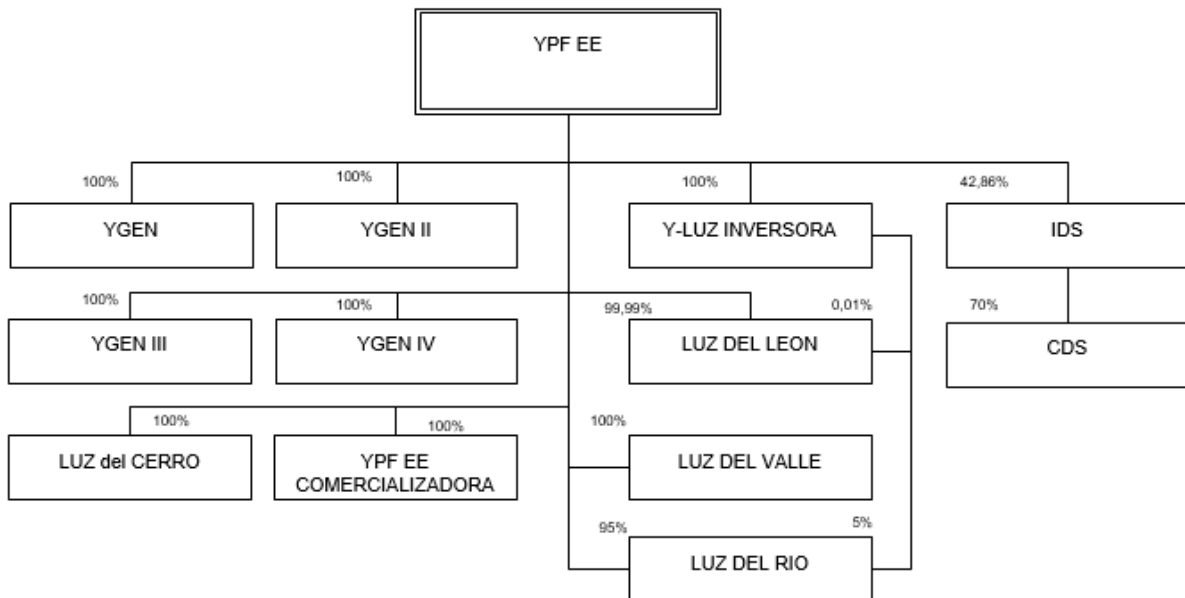 YPF EE
100%
100%
100%
42,86%
YGEN
YGEN II
Y-LUZ INVERSORA
IDS
100%
100%
99,99%
0,01%
70%
YGEN III
YGEN IV
LUZ DEL LEON
CDS
100%
100%
100%
LUZ del CERRO
YPF EE
COMERCIALIZADORA
LUZ DEL VALLE
95%
5%
LUZ DEL RIO